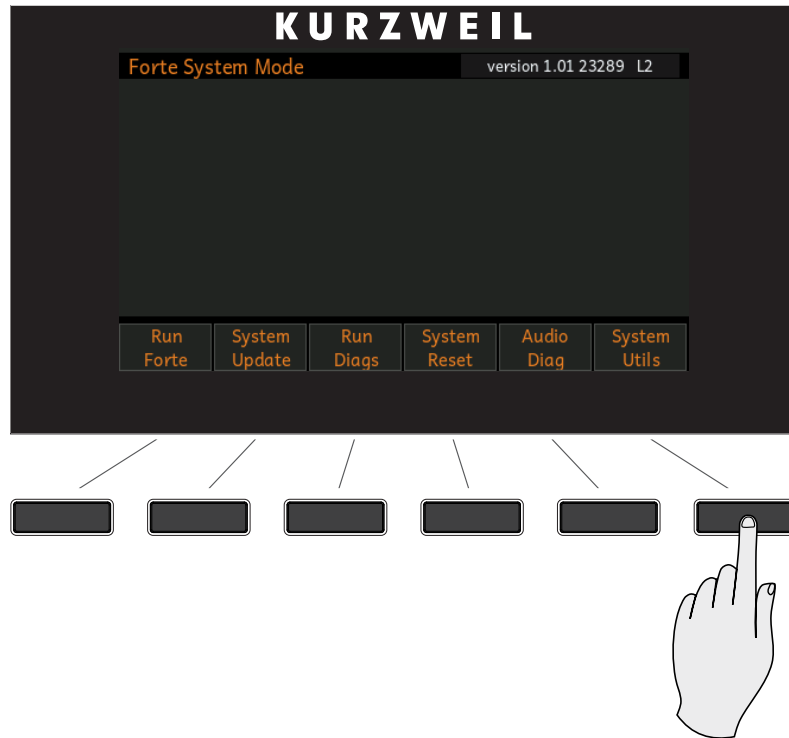 KURZWEIL
Forte System Mode version 1.01 23289 L2
Run Forte
System Update
Run Diags
System Reset
Audio Diag
System Utils